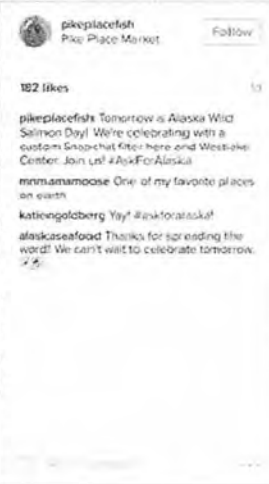 pikeplacefish
Pike Place Market
Follow
182 likes
pikeplacefish Tomorrow is Alaska Wild
Salmon Day! We're celebrating with a
custom Snapchat filter here and Westlake
Center. Join us! #AskForAlaska
mnmamamoose One of my favorite places
on earth
katiengoldberg Yay! #askforalaska!
alaskaseafood Thanks for spreading the
word! We can't wait to celebrate tomorrow.